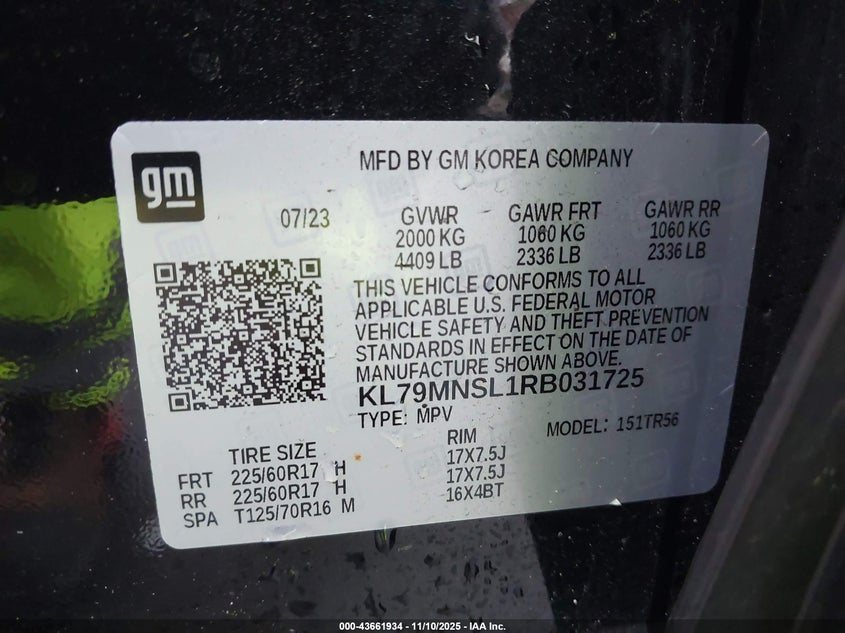 gm
MFD BY GM KOREA COMPANY
07/23
GVWR GAWR FRT GAWR RR
2000 KG 1060 KG 1060 KG
4409 LB 2336 LB 2336 LB
THIS VEHICLE CONFORMS TO ALL
APPLICABLE U.S. FEDERAL MOTOR
VEHICLE SAFETY AND THEFT PREVENTION
STANDARDS IN EFFECT ON THE DATE OF
MANUFACTURE SHOWN ABOVE.
KL79MNSL1RB031725
TYPE: MPV MODEL: 151TR56
TIRE SIZE RIM
FRT 225/60R17 H 17X7.5J
RR 225/60R17 H 17X7.5J
SPA T125/70R16 M 16X4BT
000-43661934 - 11/10/2025 - IAA Inc.